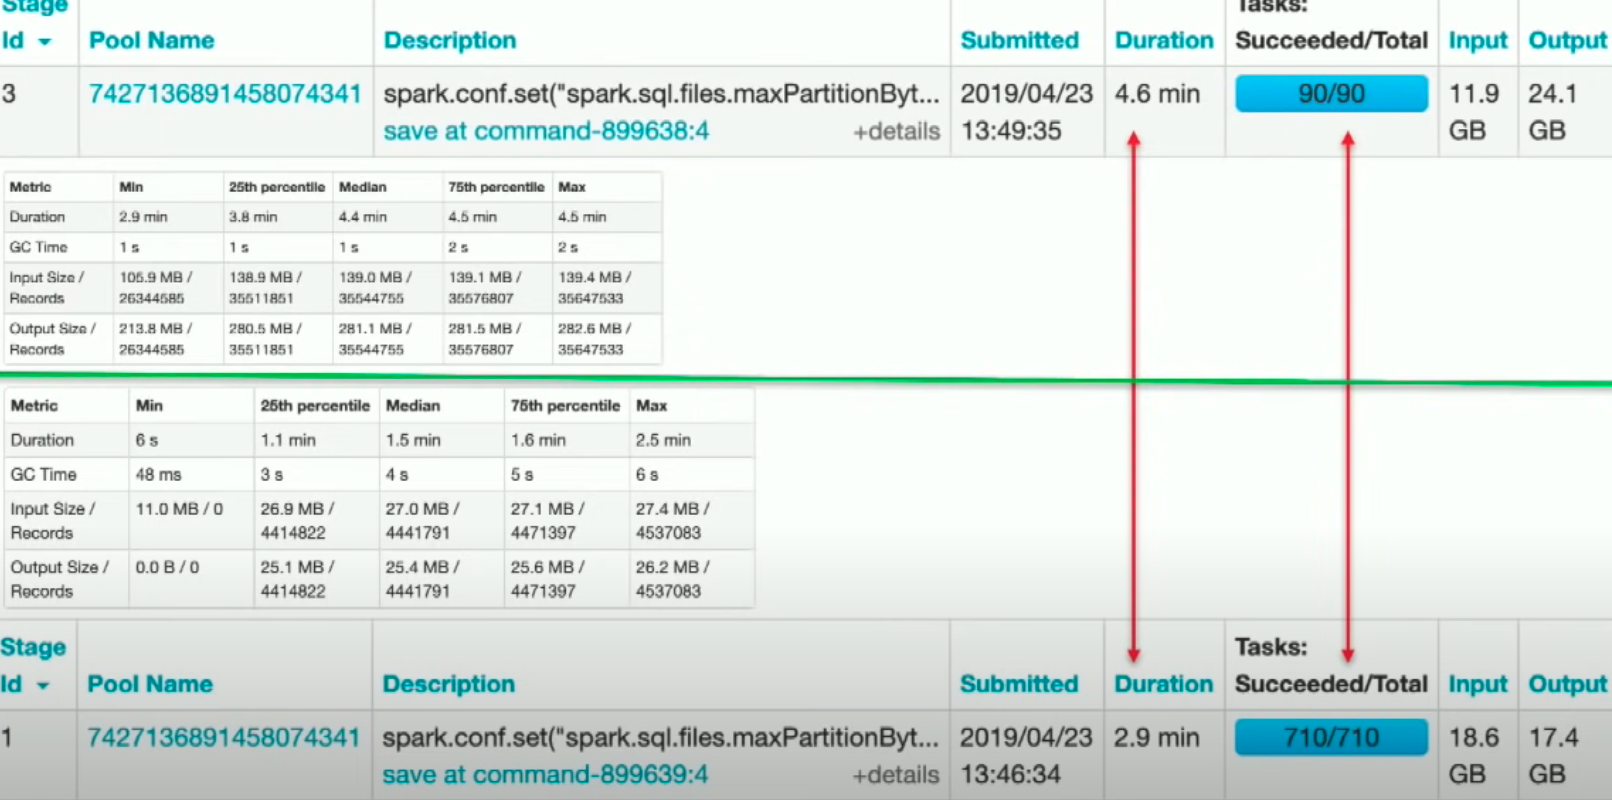 Stage Tasks:
Id Pool Name Description Submitted Duration Succeeded/Total Input Output
3 7427136891458074341 spark.conf.set("spark.sql.files.maxPartitionByt... 2019/04/23 4.6 min 90/90 11.9 24.1
save at command-899638:4 +details 13:49:35 GB GB
Metric Min 25th percentile Median 75th percentile Max
Duration 2.9 min 3.8 min 4.4 min 4.5 min 4.5 min
GC Time 1 s 1 s 1 s 2 s 2 s
Input Size / 105.9 MB / 138.9 MB / 139.0 MB / 139.1 MB / 139.4 MB /
Records 26344585 35511851 35544755 35576807 35647533
Output Size / 213.8 MB / 280.5 MB / 281.1 MB / 281.5 MB / 282.6 MB /
Records 26344585 35511851 35544755 35576807 35647533
Metric Min 25th percentile Median 75th percentile Max
Duration 6 s 1.1 min 1.5 min 1.6 min 2.5 min
GC Time 48 ms 3 s 4 s 5 s 6 s
Input Size / 11.0 MB / 0 26.9 MB / 27.0 MB / 27.1 MB / 27.4 MB /
Records 4414822 4441791 4471397 4537083
Output Size / 0.0 B / 0 25.1 MB / 25.4 MB / 25.6 MB / 26.2 MB /
Records 4414822 4441791 4471397 4537083
Stage Tasks:
Id Pool Name Description Submitted Duration Succeeded/Total Input Output
1 7427136891458074341 spark.conf.set("spark.sql.files.maxPartitionByt... 2019/04/23 2.9 min 710/710 18.6 17.4
save at command-899639:4 +details 13:46:34 GB GB